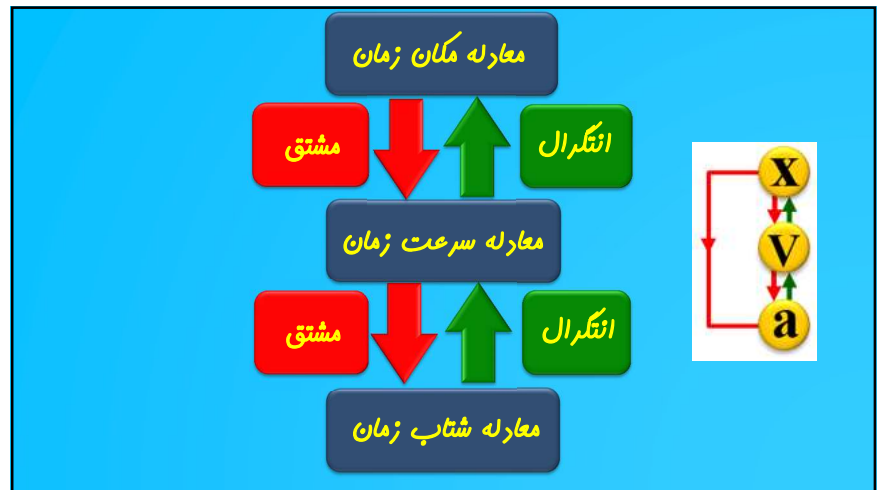 معادله مکان زمان
مشتق
انتگرال
معادله سرعت زمان
مشتق
انتگرال
معادله شتاب زمان
X
V
a